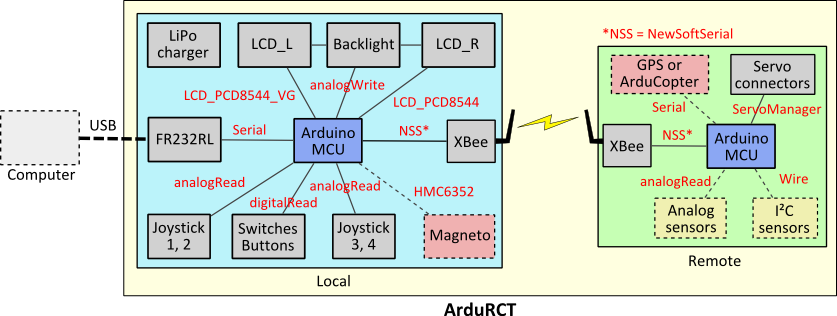 *NSS = NewSoftSerial
LiPo
charger
LCD_L
Backlight
LCD_R
GPS or
ArduCopter
Servo
connectors
analogWrite
LCD_PCD8544_VG
LCD_PCD8544
Serial
ServoManager
USB
FR232RL
Serial
Arduino
MCU
NSS*
XBee
XBee
NSS*
Arduino
MCU
Computer
analogRead
analogRead
digitalRead
HMC6352
analogRead
Wire
Joystick
1, 2
Switches
Buttons
Joystick
3, 4
Magneto
Analog
sensors
I²C
sensors
Local
Remote
ArduRCT